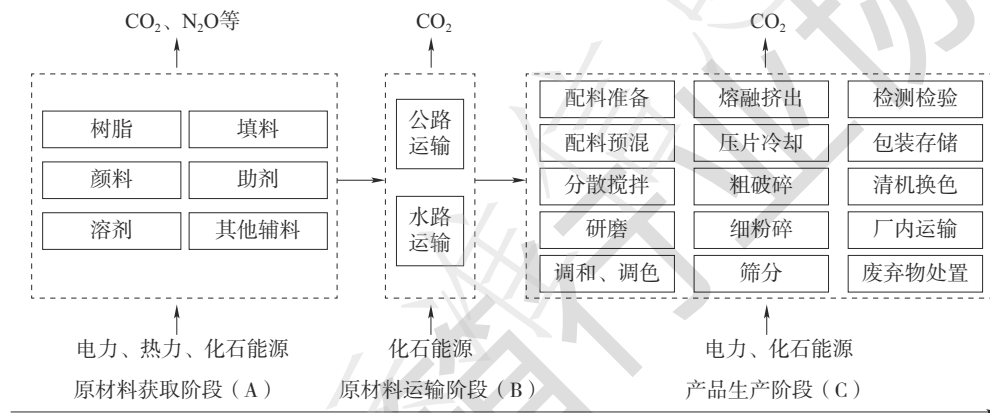 CO₂、N₂O等
CO₂
CO₂
树脂
填料
颜料
助剂
溶剂
其他辅料
公路
运输
水路
运输
配料准备
熔融挤出
检测检验
配料预混
压片冷却
包装存储
分散搅拌
粗破碎
清机换色
研磨
细粉碎
厂内运输
调和、调色
筛分
废弃物处置
电力、热力、化石能源
化石能源
电力、化石能源
原材料获取阶段（A）
原材料运输阶段（B）
产品生产阶段（C）
行业协